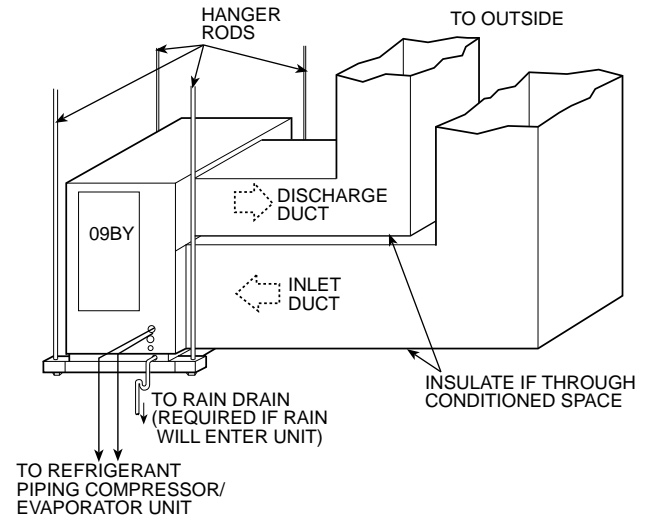 HANGER
RODS
TO OUTSIDE
DISCHARGE
DUCT
09BY
INLET
DUCT
INSULATE IF THROUGH
CONDITIONED SPACE
TO RAIN DRAIN
(REQUIRED IF RAIN
WILL ENTER UNIT)
TO REFRIGERANT
PIPING COMPRESSOR/
EVAPORATOR UNIT